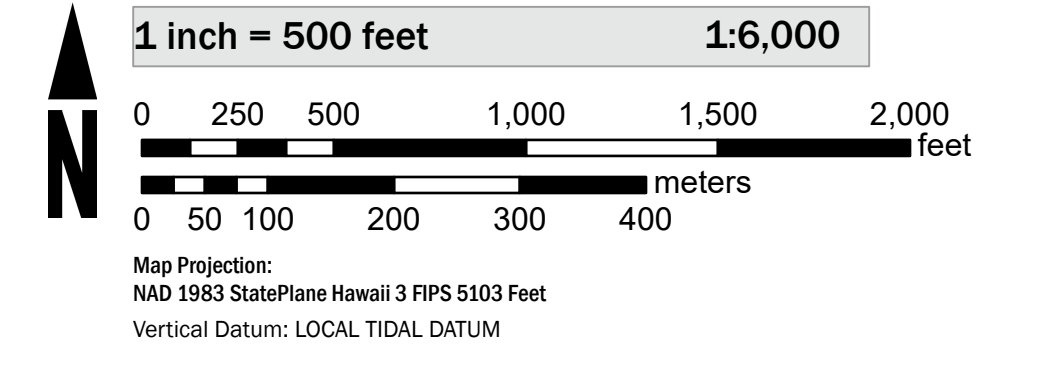 1 inch = 500 feet 1:6,000
0 250 500 1,000 1,500 2,000
feet
meters
0 50 100 200 300 400
N
Map Projection:
NAD 1983 StatePlane Hawaii 3 FIPS 5103 Feet
Vertical Datum: LOCAL TIDAL DATUM